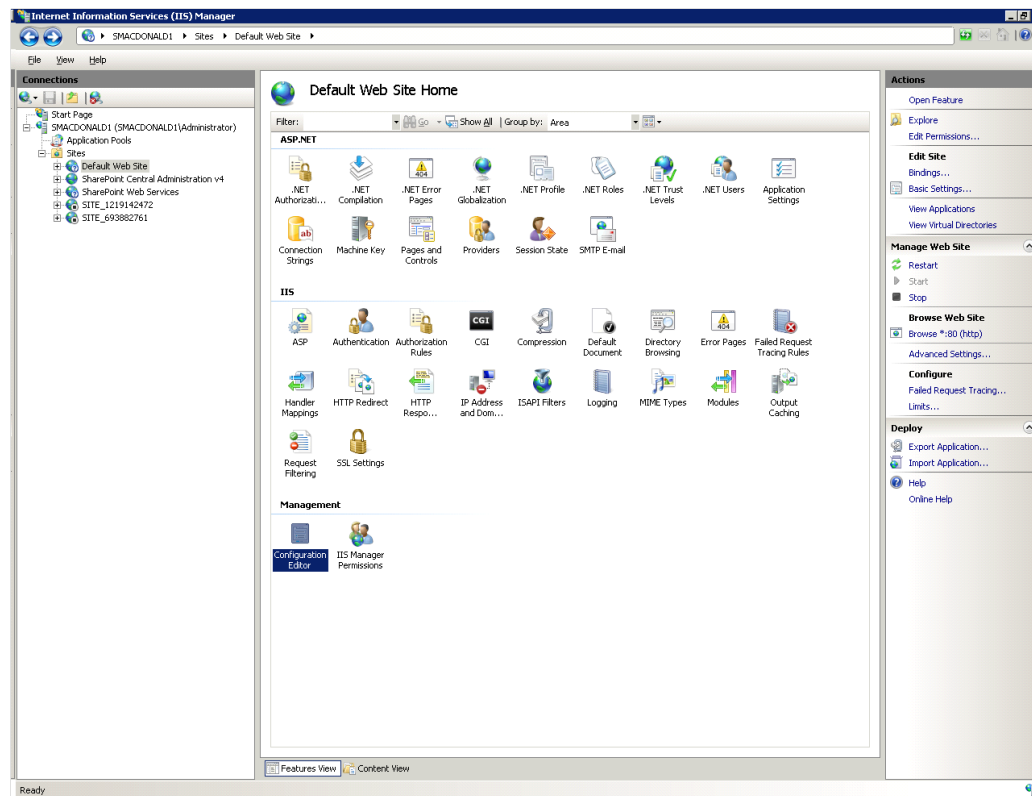 Internet Information Services (IIS) Manager
SMACDONALD1 Sites Default Web Site
File View Help
Connections
Start Page
SMACDONALD1 (SMACDONALD1\Administrator)
Application Pools
Sites
Default Web Site
SharePoint Central Administration v4
SharePoint Web Services
SITE_1219142472
SITE_693882761
Default Web Site Home
Filter: Go Show All Group by: Area
ASP.NET
.NET Authorizati...
.NET Compilation
.NET Error Pages
.NET Globalization
.NET Profile
.NET Roles
.NET Trust Levels
.NET Users
Application Settings
Connection Strings
Machine Key
Pages and Controls
Providers
Session State
SMTP E-mail
IIS
ASP
Authentication
Authorization Rules
CGI
Compression
Default Document
Directory Browsing
Error Pages
Failed Request Tracing Rules
Handler Mappings
HTTP Redirect
HTTP Respo...
IP Address and Dom...
ISAPI Filters
Logging
MIME Types
Modules
Output Caching
Request Filtering
SSL Settings
Management
Configuration Editor
IIS Manager Permissions
Features View
Content View
Actions
Open Feature
Explore
Edit Permissions...
Edit Site
Bindings...
Basic Settings...
View Applications
View Virtual Directories
Manage Web Site
Restart
Start
Stop
Browse Web Site
Browse *:80 (http)
Advanced Settings...
Configure
Failed Request Tracing...
Limits...
Deploy
Export Application...
Import Application...
Help
Online Help
Ready